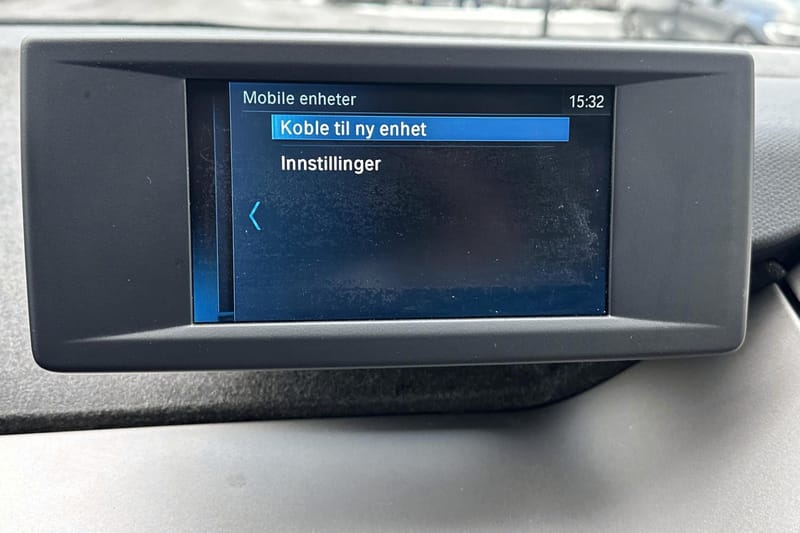 Mobile enheter 15:32
Koble til ny enhet
Innstillinger